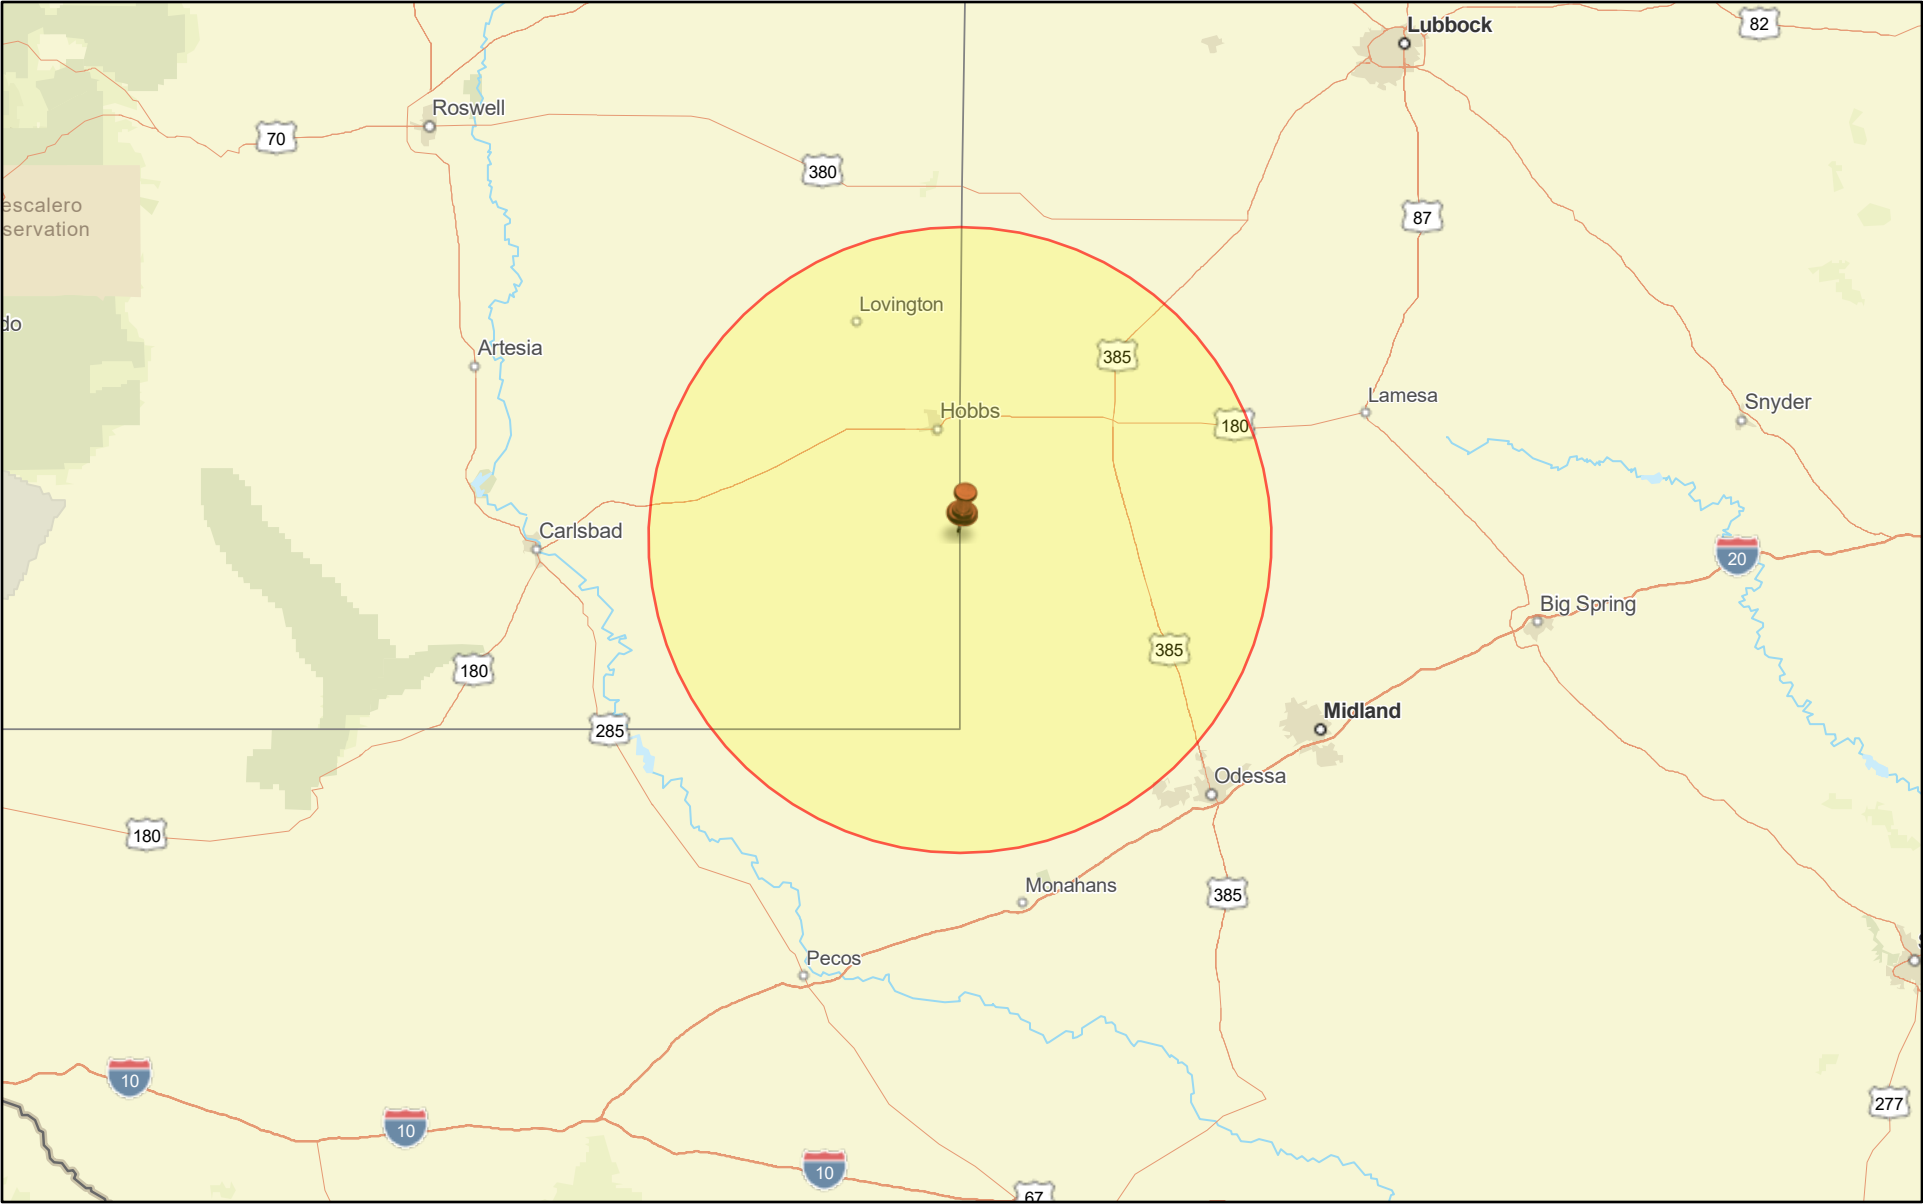 Lubbock
82
Roswell
70
380
escalero
servation
87
Lovington
do
Artesia
385
Lamesa
Snyder
Hobbs
180
Carlsbad
20
Big Spring
385
180
285
Midland
Odessa
180
Monahans
385
Pecos
10
10
277
10
67